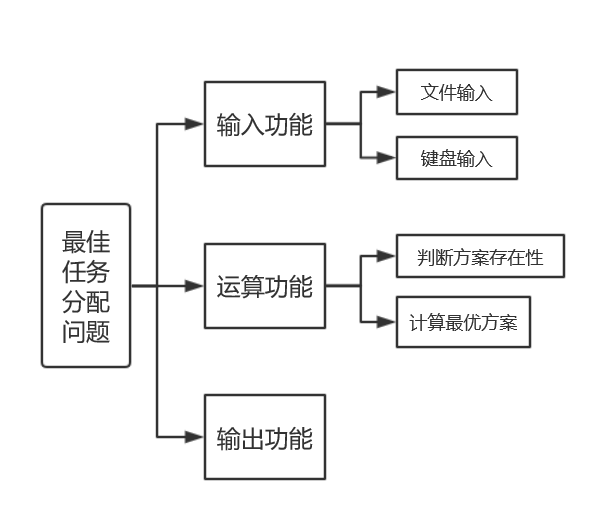 最佳
任务
分配
问题
输入功能
文件输入
键盘输入
运算功能
判断方案存在性
计算最优方案
输出功能